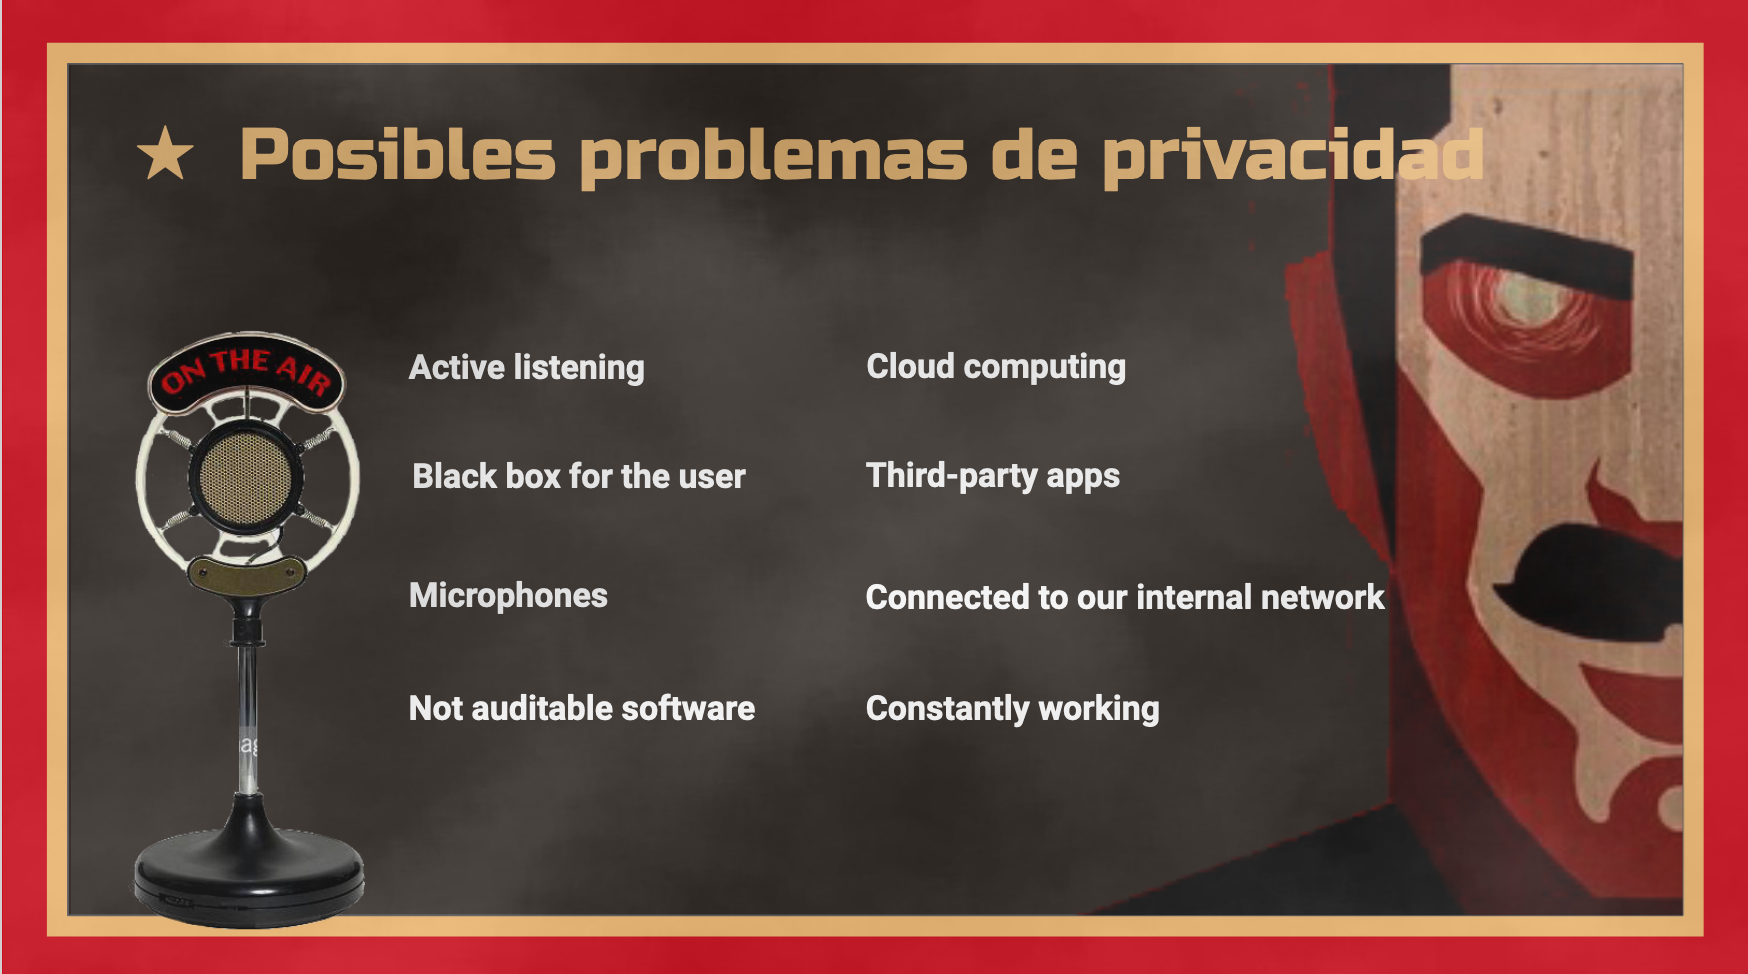 ★ Posibles problemas de privacidad
ON THE AIR
Active listening
Cloud computing
Black box for the user
Third-party apps
Microphones
Connected to our internal network
Not auditable software
Constantly working
ag